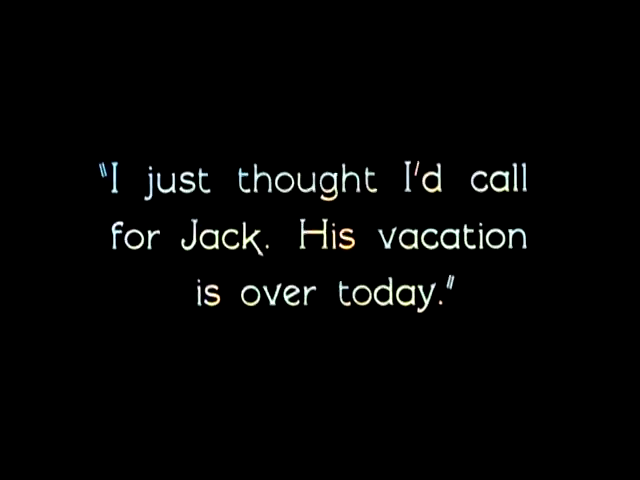 "I just thought I'd call
for Jack. His vacation
is over today."